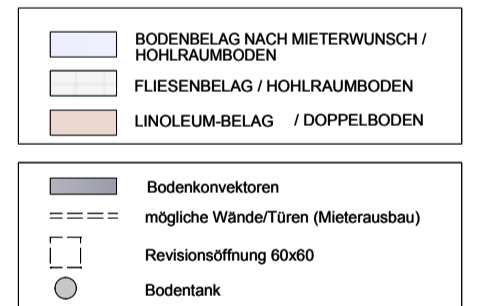 BODENBELAG NACH MIETERWUNSCH /
HOHLRAUMBODEN
FLIESENBELAG / HOHLRAUMBODEN
LINOLEUM-BELAG / DOPPELBODEN
Bodenkonvektoren
mögliche Wände/Türen (Mieterausbau)
Revisionsöffnung 60x60
Bodentank